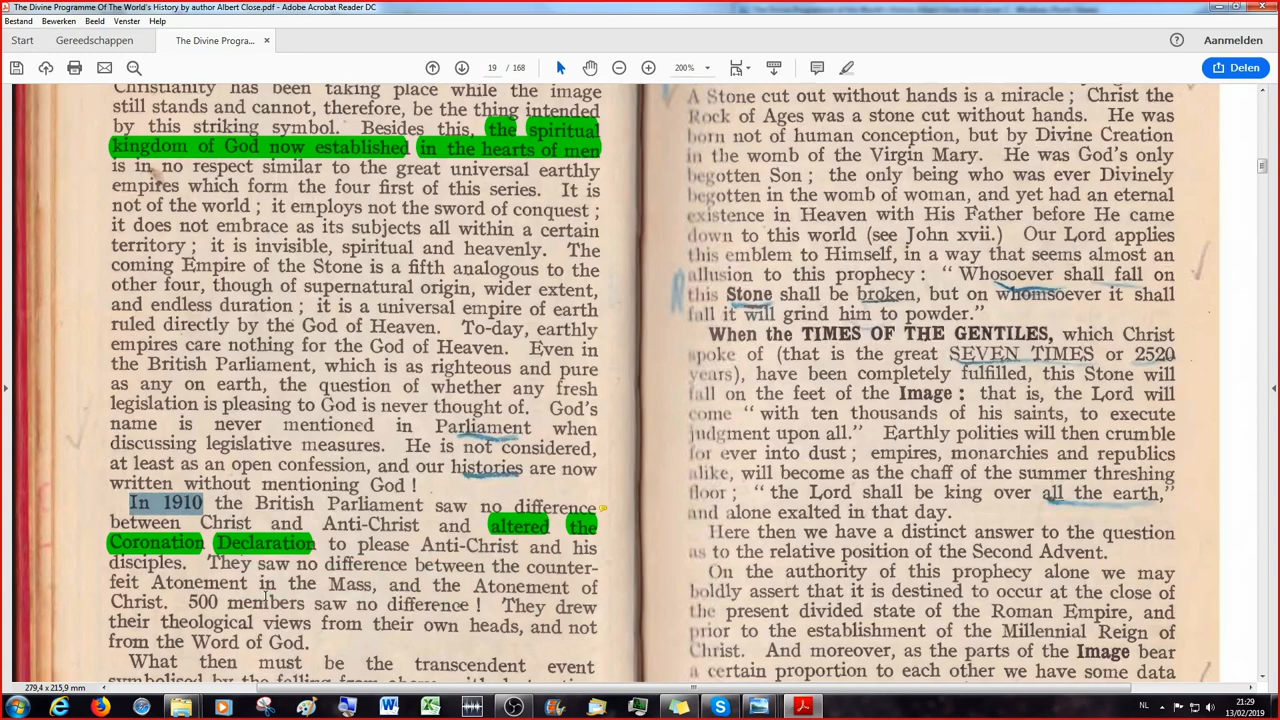 The Divine Programme Of The World's History by author Albert Close.pdf - Adobe Acrobat Reader DC
Bestand Bewerken Beeld Venster Help
Start Gereedschappen The Divine Progra... × Aanmelden
19 / 168 200% Delen
Christianity has been taking place while the image
still stands and cannot, therefore, be the thing intended
by this striking symbol. Besides this, the spiritual
kingdom of God now established in the hearts of men
is in no respect similar to the great universal earthly
empires which form the four first of this series. It is
not of the world ; it employs not the sword of conquest ;
it does not embrace as its subjects all within a certain
territory ; it is invisible, spiritual and heavenly. The
coming Empire of the Stone is a fifth analogous to the
other four, though of supernatural origin, wider extent,
and endless duration ; it is a universal empire of earth
ruled directly by the God of Heaven. To-day, earthly
empires care nothing for the God of Heaven. Even in
the British Parliament, which is as righteous and pure
as any on earth, the question of whether any fresh
legislation is pleasing to God is never thought of. God's
name is never mentioned in Parliament when
discussing legislative measures. He is not considered,
at least as an open confession, and our histories are now
written without mentioning God !
In 1910 the British Parliament saw no difference
between Christ and Anti-Christ and altered the
Coronation Declaration to please Anti-Christ and his
disciples. They saw no difference between the counter-
feit Atonement in the Mass, and the Atonement of
Christ. 500 members saw no difference ! They drew
their theological views from their own heads, and not
from the Word of God.
What then must be the transcendent event
A Stone cut out without hands is a miracle ; Christ the
Rock of Ages was a stone cut without hands. He was
born not of human conception, but by Divine Creation
in the womb of the Virgin Mary. He was God's only
begotten Son ; the only being who was ever Divinely
begotten in the womb of woman, and yet had an eternal
existence in Heaven with His Father before He came
down to this world (see John xvii.) Our Lord applies
this emblem to Himself, in a way that seems almost an
allusion to this prophecy : “ Whosoever shall fall on
this Stone shall be broken, but on whomsoever it shall
fall it will grind him to powder.”
When the TIMES OF THE GENTILES, which Christ
spoke of (that is the great SEVEN TIMES or 2520
years), have been completely fulfilled, this Stone will
fall on the feet of the Image : that is, the Lord will
come “ with ten thousands of his saints, to execute
judgment upon all.” Earthly polities will then crumble
for ever into dust ; empires, monarchies and republics
alike, will become as the chaff of the summer threshing
floor ; “ the Lord shall be king over all the earth,”
and alone exalted in that day.
Here then we have a distinct answer to the question
as to the relative position of the Second Advent.
On the authority of this prophecy alone we may
boldly assert that it is destined to occur at the close of
the present divided state of the Roman Empire, and
prior to the establishment of the Millennial Reign of
Christ. And moreover, as the parts of the Image bear
a certain proportion to each other we have some data
279,4 x 215,9 mm
NL 21:29
13/02/2019